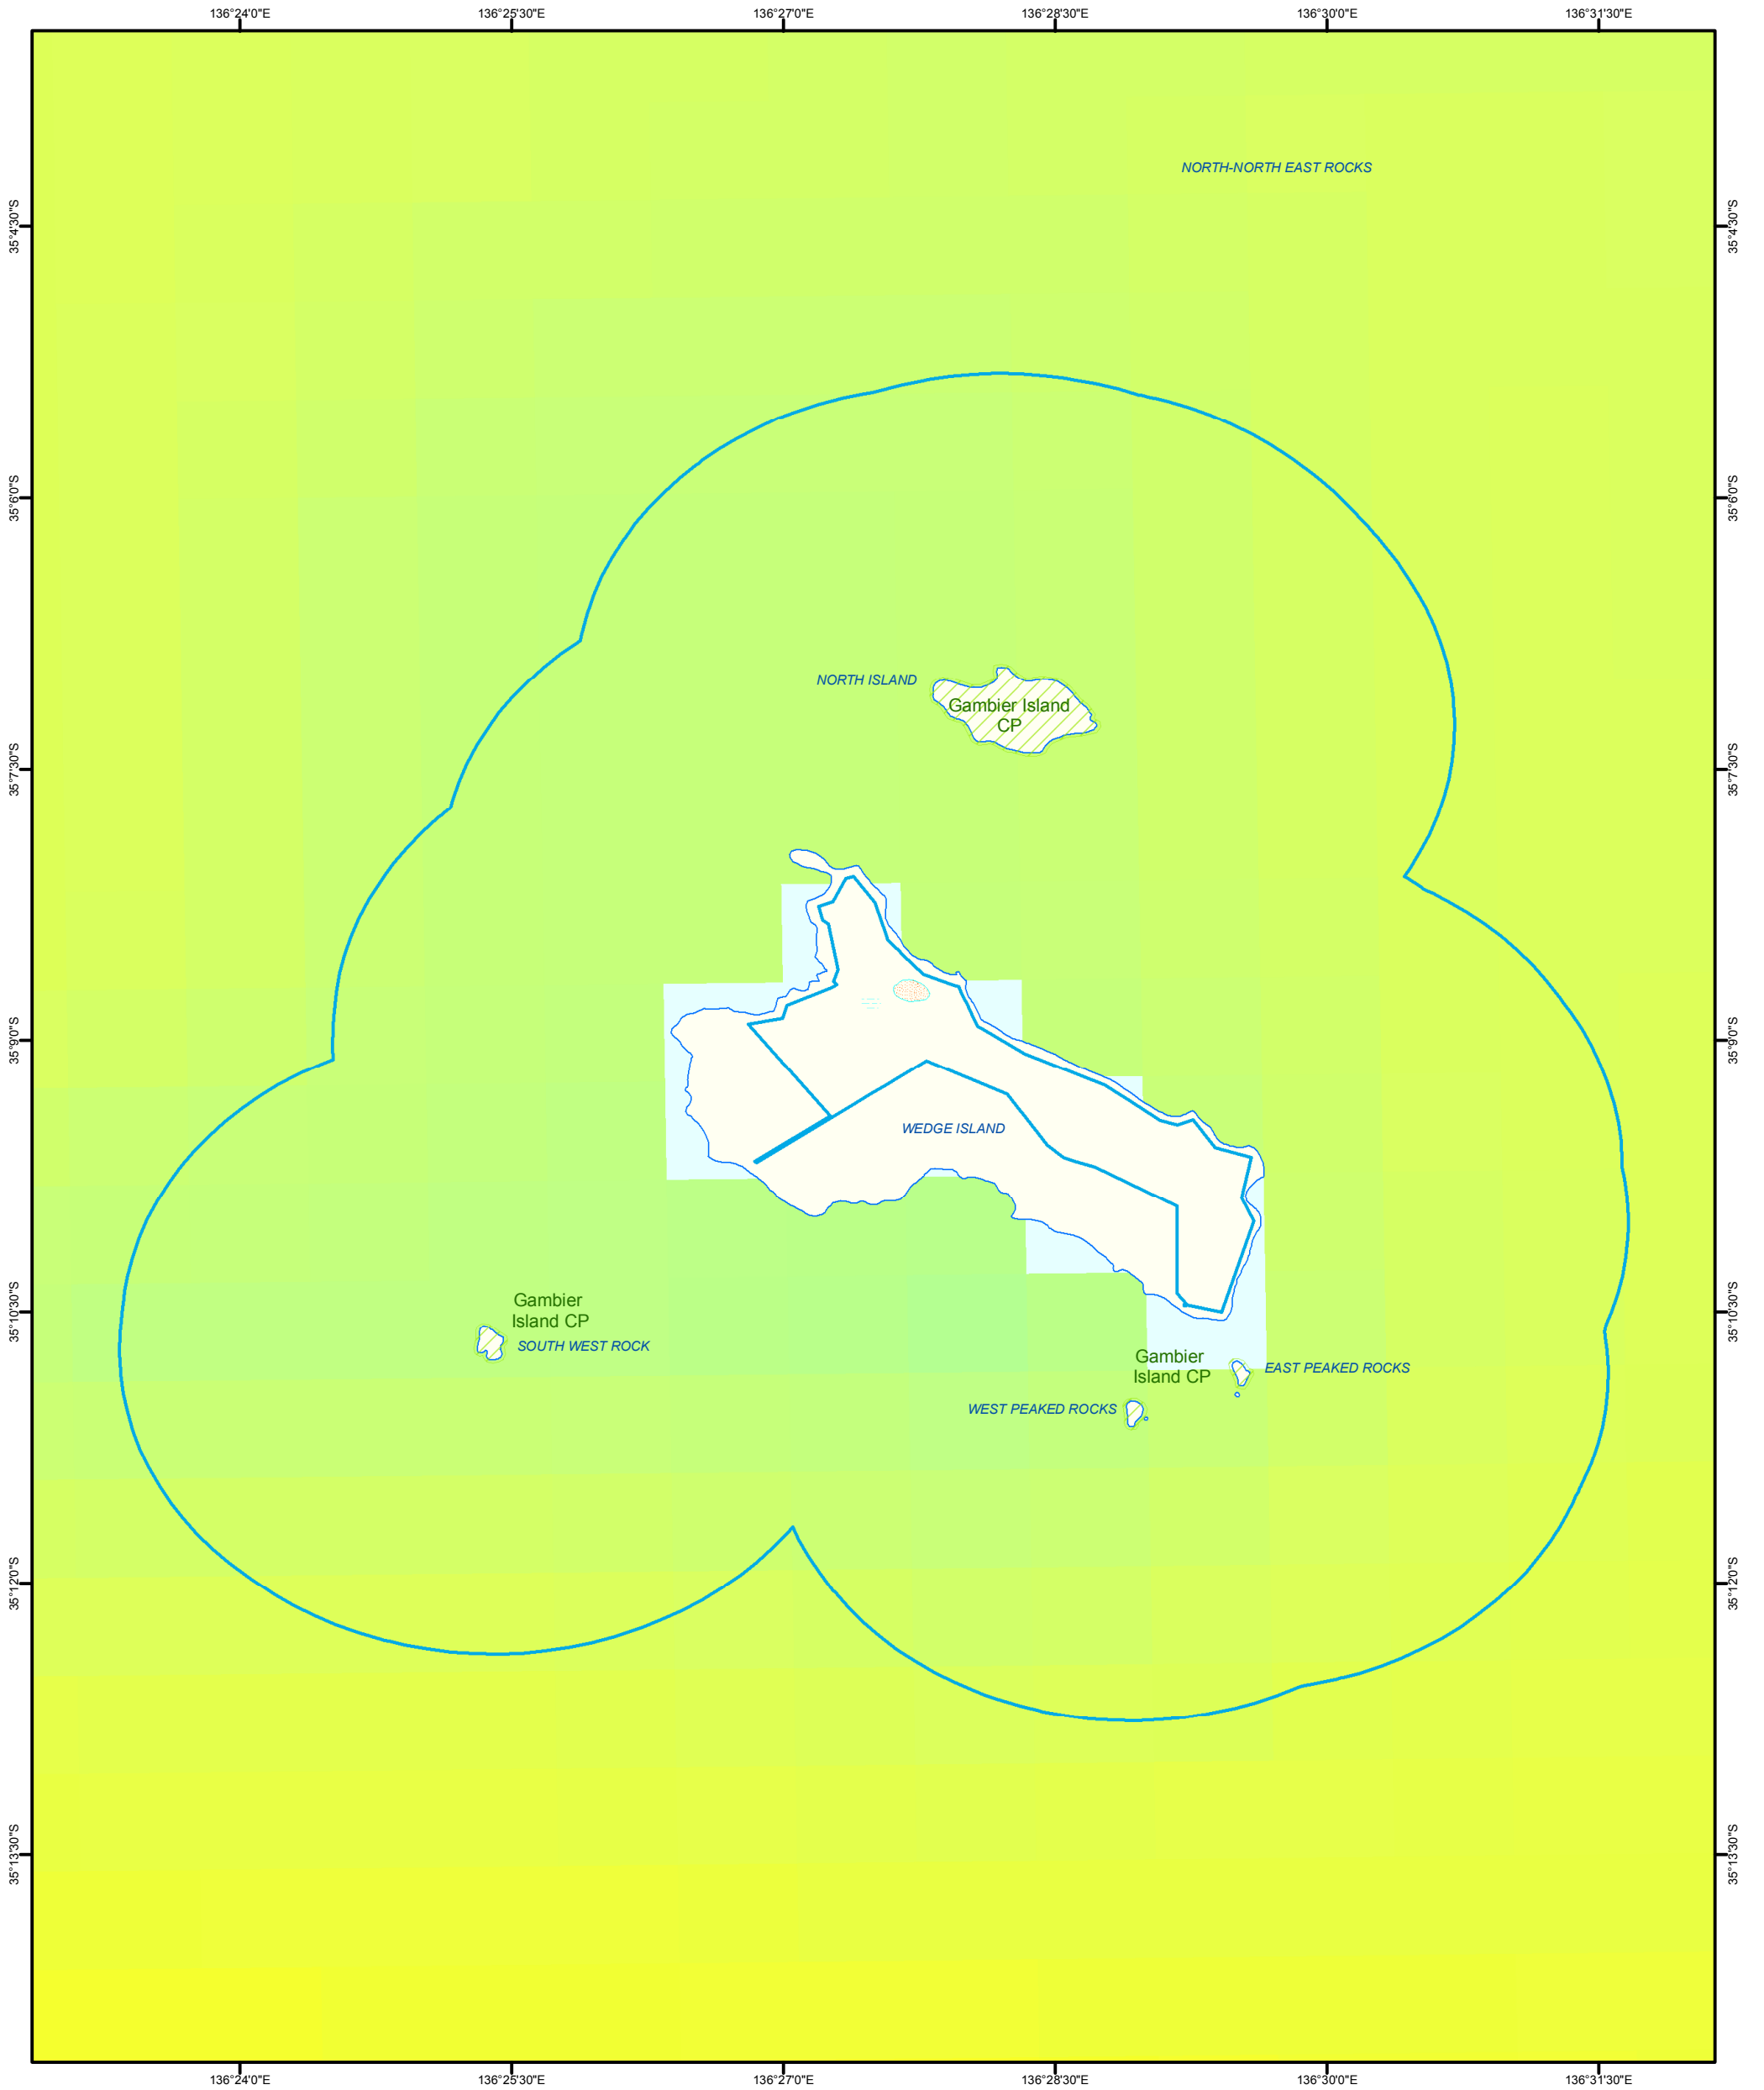 136°24'0"E
136°25'30"E
136°27'0"E
136°28'30"E
136°30'0"E
136°31'30"E
NORTH-NORTH EAST ROCKS
35°4'30"S
35°4'30"S
35°6'0"S
35°6'0"S
NORTH ISLAND
Gambier Island
CP
35°7'30"S
35°7'30"S
35°9'0"S
35°9'0"S
WEDGE ISLAND
35°10'30"S
35°10'30"S
Gambier
Island CP
SOUTH WEST ROCK
Gambier
Island CP
EAST PEAKED ROCKS
WEST PEAKED ROCKS
35°12'0"S
35°12'0"S
35°13'30"S
35°13'30"S
136°24'0"E
136°25'30"E
136°27'0"E
136°28'30"E
136°30'0"E
136°31'30"E